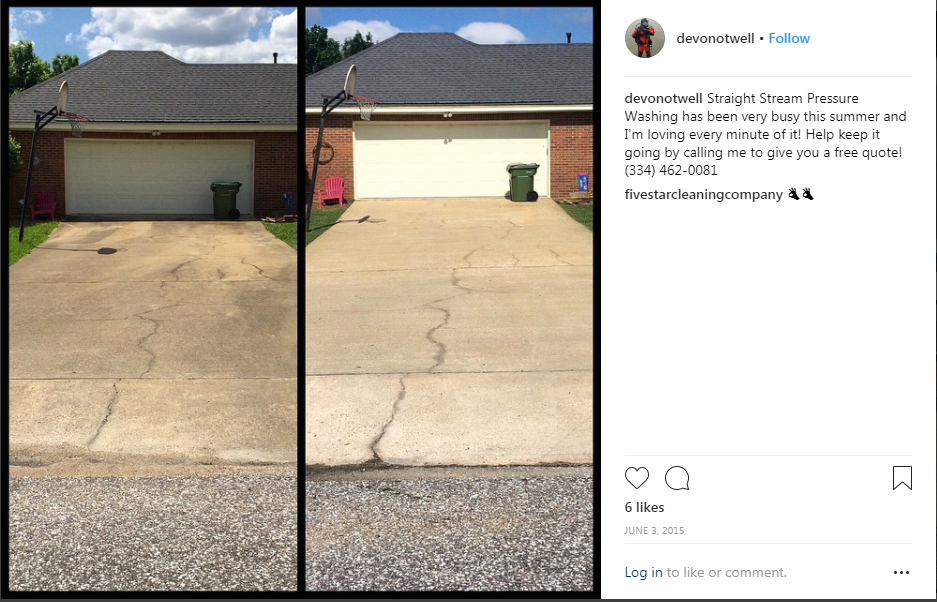 devonotwell • Follow
devonotwell Straight Stream Pressure
Washing has been very busy this summer and
I'm loving every minute of it! Help keep it
going by calling me to give you a free quote!
(334) 462-0081
fivestarcleaningcompany 👌👌
6 likes
JUNE 3, 2015
Log in to like or comment.